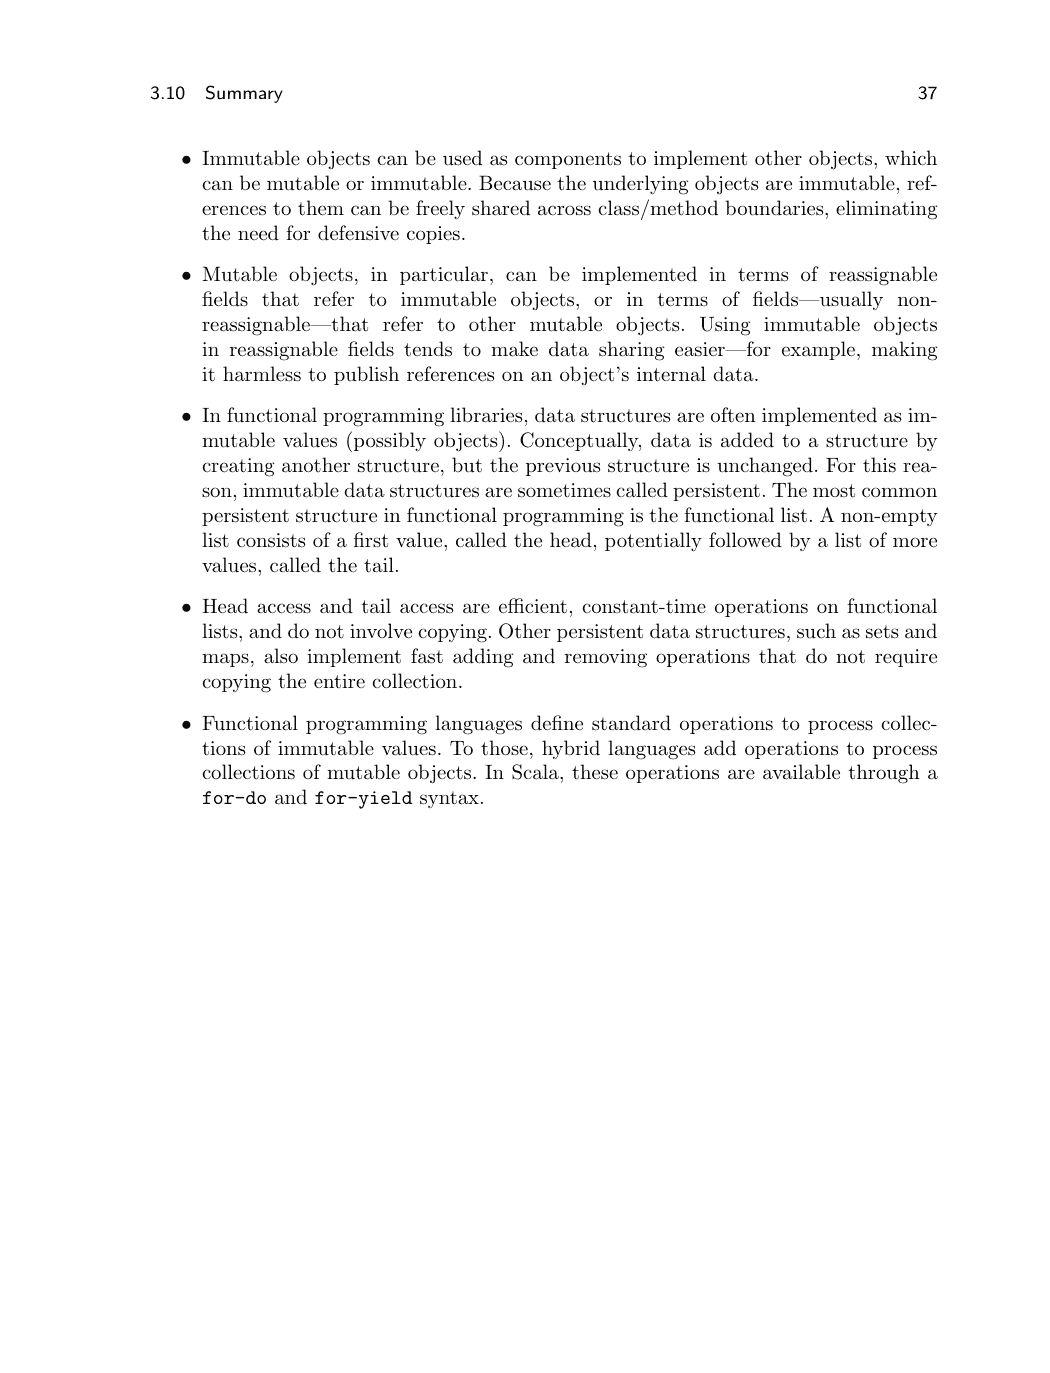 3.10 Summary 37
• Immutable objects can be used as components to implement other objects, which
can be mutable or immutable. Because the underlying objects are immutable, ref-
erences to them can be freely shared across class/method boundaries, eliminating
the need for defensive copies.
• Mutable objects, in particular, can be implemented in terms of reassignable
fields that refer to immutable objects, or in terms of fields—usually non-
reassignable—that refer to other mutable objects. Using immutable objects
in reassignable fields tends to make data sharing easier—for example, making
it harmless to publish references on an object's internal data.
• In functional programming libraries, data structures are often implemented as im-
mutable values (possibly objects). Conceptually, data is added to a structure by
creating another structure, but the previous structure is unchanged. For this rea-
son, immutable data structures are sometimes called persistent. The most common
persistent structure in functional programming is the functional list. A non-empty
list consists of a first value, called the head, potentially followed by a list of more
values, called the tail.
• Head access and tail access are efficient, constant-time operations on functional
lists, and do not involve copying. Other persistent data structures, such as sets and
maps, also implement fast adding and removing operations that do not require
copying the entire collection.
• Functional programming languages define standard operations to process collec-
tions of immutable values. To those, hybrid languages add operations to process
collections of mutable objects. In Scala, these operations are available through a
for-do and for-yield syntax.